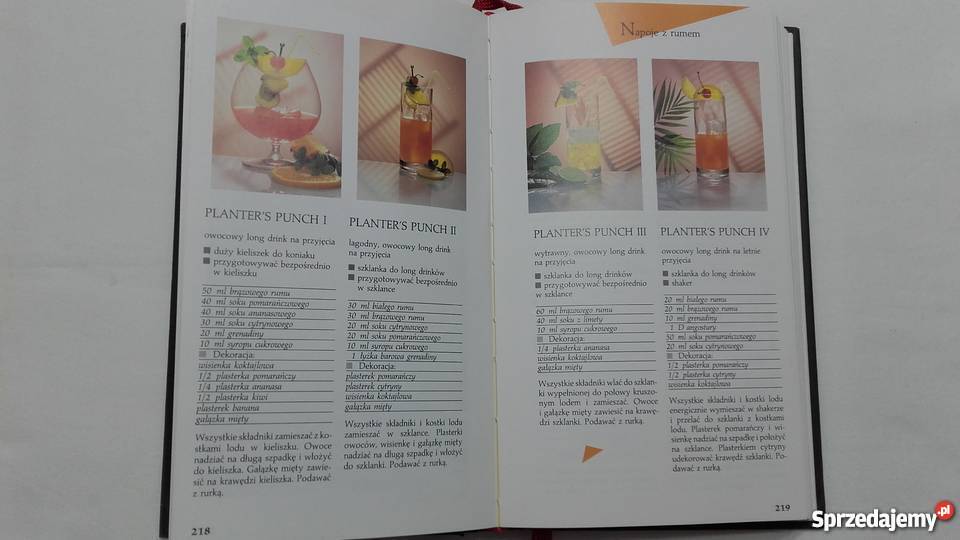 PLANTER'S PUNCH I
owocowy long drink na przyjęcia
duży kieliszek do koniaku
przygotowywać bezpośrednio
w kieliszku
50 ml brązowego rumu
40 ml soku pomarańczowego
40 ml soku ananasowego
30 ml soku cytrynowego
20 ml grenadiny
10 ml syropu cukrowego
Dekoracja:
wisienka koktajlowa
1/2 plasterka pomarańczy
1/4 plasterka ananasa
1/2 plasterka kiwi
plasterek banana
gałązka mięty
Wszystkie składniki zamieszać z ko-
stkami lodu w kieliszku. Owoce
nadziać na długą szpadkę i włożyć
do kieliszka. Gałązkę mięty zawie-
sić na krawędzi kieliszka. Podawać
z rurką.
218
PLANTER'S PUNCH II
łagodny, owocowy long drink
na przyjęcia
szklanka do long drinków
przygotowywać bezpośrednio
w szklance
30 ml białego rumu
30 ml brązowego rumu
20 ml soku cytrynowego
20 ml soku pomarańczowego
10 ml syropu cukrowego
1 łyżka barowa grenadiny
Dekoracja:
plasterek pomarańczy
plasterek cytryny
wisienka koktajlowa
gałązka mięty
Wszystkie składniki i kostki lodu
zamieszać w szklance. Plasterki
owoców, wisienkę i gałązkę mięty
nadziać na długą szpadkę i włożyć
do szklanki. Podawać z rurką.
Napoje z rumem
PLANTER'S PUNCH III
wytrawny, owocowy long drink
na przyjęcia
szklanka do long drinków
przygotowywać bezpośrednio
w szklance
60 ml brązowego rumu
40 ml soku z limety
10 ml syropu cukrowego
Dekoracja:
1/4 plasterka ananasa
wisienka koktajlowa
gałązka mięty
Wszystkie składniki wlać do szklan-
ki wypełnionej do połowy kruszo-
nym lodem i zamieszać. Owoce
i gałązkę mięty zawiesić na krawę-
dzi szklanki. Podawać z rurką.
PLANTER'S PUNCH IV
owocowy long drink na letnie
przyjęcia
szklanka do long drinków
shaker
20 ml białego rumu
20 ml brązowego rumu
10 ml grenadiny
1 D angostury
50 ml soku pomarańczowego
20 ml soku cytrynowego
Dekoracja:
1/2 plasterka pomarańczy
1/2 plasterka cytryny
wisienka koktajlowa
Wszystkie składniki i kostki lodu
energicznie wymieszać w shakerze
i przelać do szklanki z kostkami
lodu. Plasterek pomarańczy i wi-
sienkę nadziać na szpadkę i położyć
na szklance. Plasterkiem cytryny
udekorować krawędź szklanki. Po-
dawać z rurką.
219
Sprzedajemy.pl